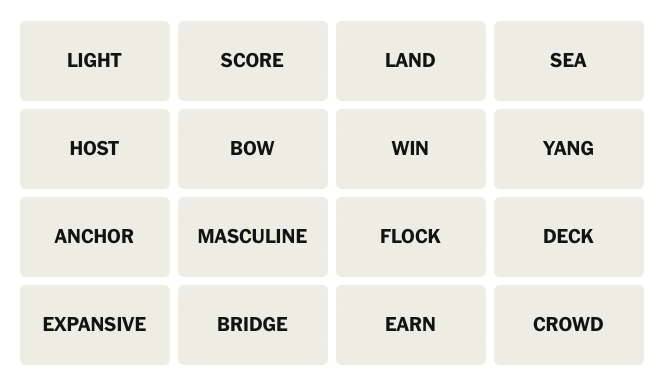 LIGHT SCORE LAND SEA
HOST BOW WIN YANG
ANCHOR MASCULINE FLOCK DECK
EXPANSIVE BRIDGE EARN CROWD